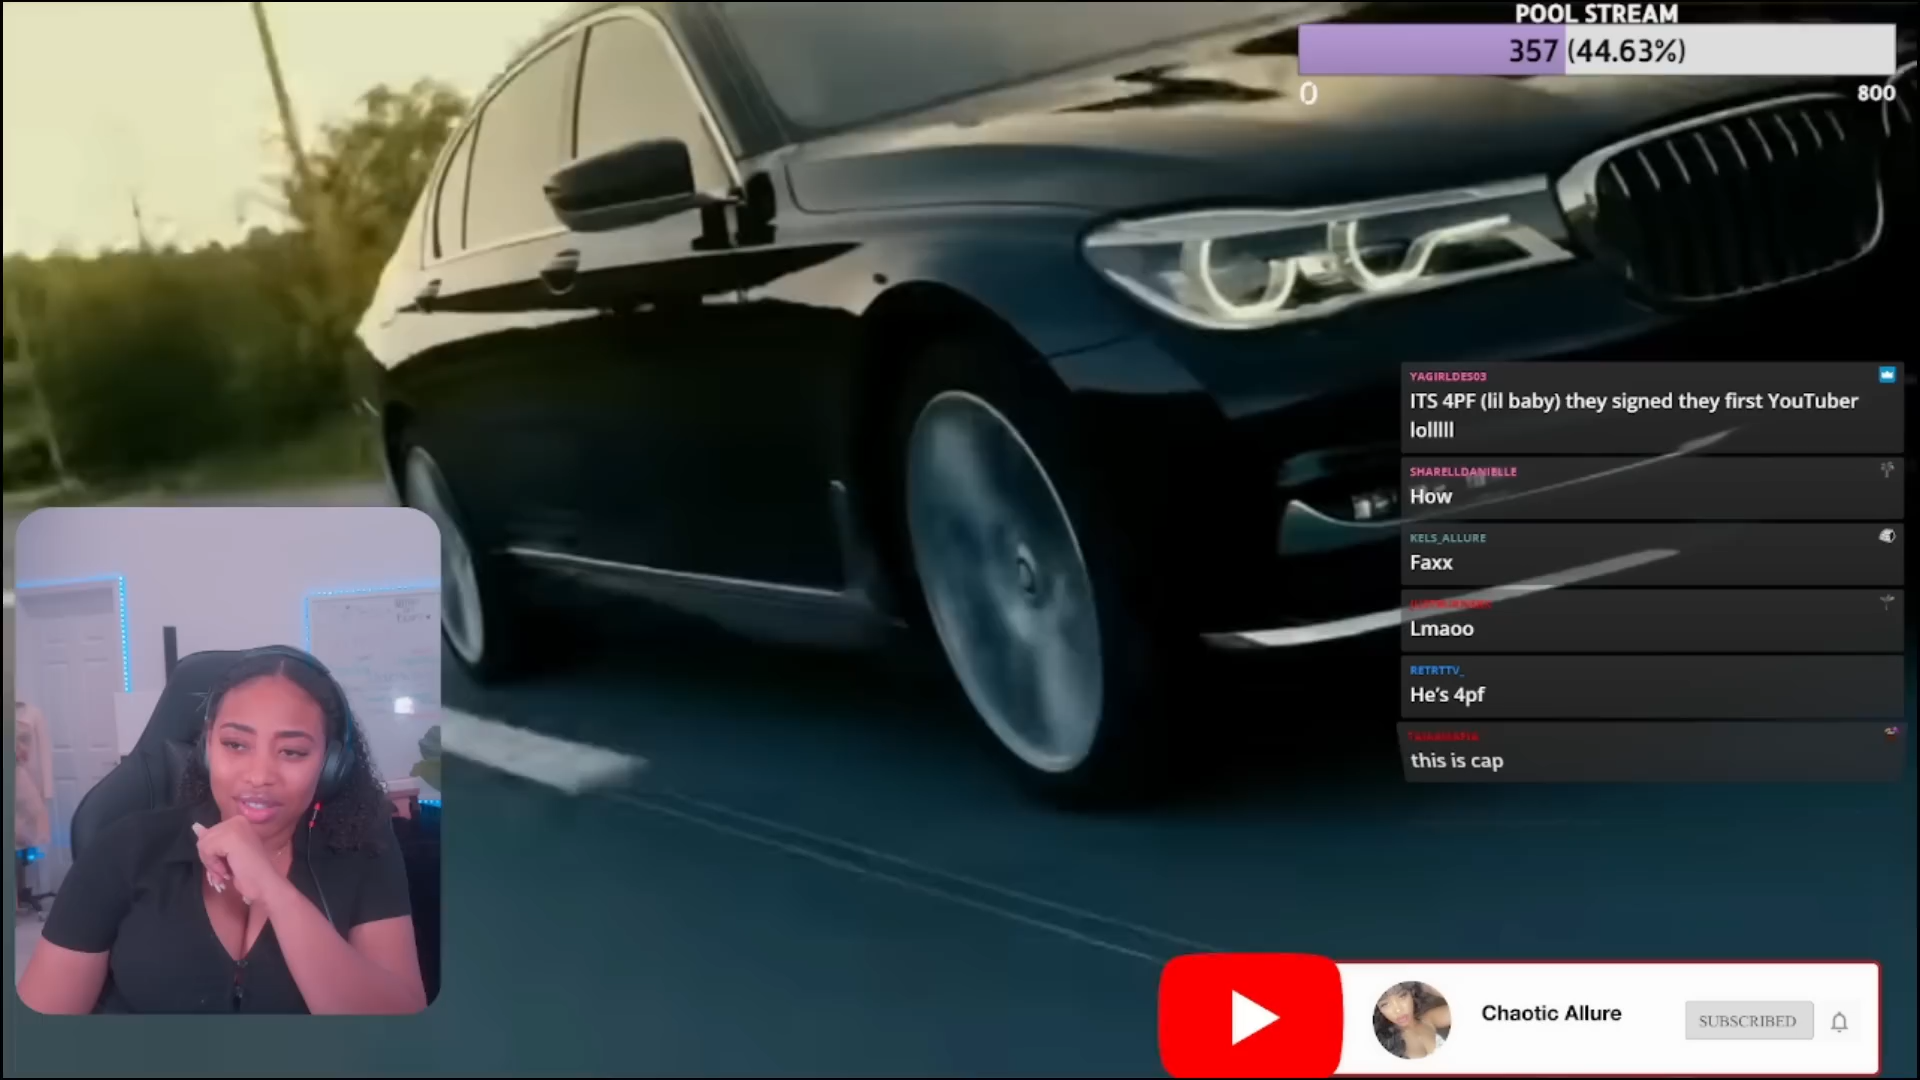 POOL STREAM
357 (44.63%)
0
800
YAGIRLDES03
ITS 4PF (lil baby) they signed they first YouTuber
lolllll
SHARELLDANIELLE
How
KELS_ALLURE
Faxx
Lmaoo
RETRTTV_
He's 4pf
this is cap
Chaotic Allure
SUBSCRIBED